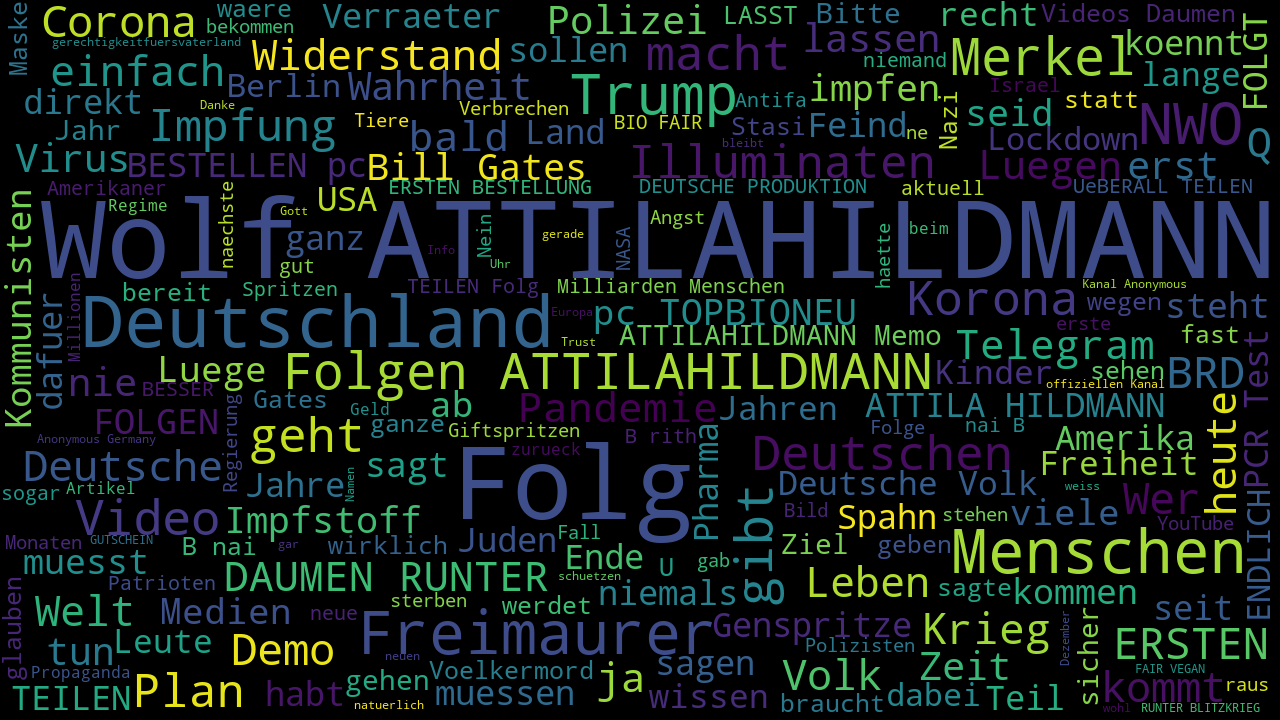 Maske
Corona
waere
bekommen
Verraeter
Polizei
LASST
Bitte
recht
Videos Daumen
FOLGT
gerechtigkeitfuersvaterland
Widerstand
sollen
macht
lassen
niemand
Merkel
koennt
einfach
Berlin
Wahrheit
Trump
Antifa
impfen
Israel
lange
direkt
Danke
Verbrechen
Nazi
seid
statt
NWO
Jahr
Impfung
Tiere
bald
Land
BIO FAIR
Stasi
Feind
ne
Lockdown
Q
Virus
BESTELLEN pc
Bill Gates
Illuminaten
bleibt
Luegen
erst
Amerikaner
Regime
naechste
Gott
USA
ERSTEN BESTELLUNG
DEUTSCHE PRODUKTION
aktuell
UeBERALL TEILEN
Kommunisten
Wolf
ATTILAHILDMANN
ganz
gut
Info
Nein
Uhr
gerade
NASA
Angst
haette
beim
dafuer
Millionen
bereit
Spritzen
TEILEN Folg
Milliarden Menschen
Korona
Kanal Anonymous
wegen
steht
Deutschland
Europa
pc TOPBIONEU
Trust
ATTILAHILDMANN Memo
Telegram
erste
fast
sehen
nie
BESSER
Luege
Folgen ATTILAHILDMANN
Kinder
offiziellen Kanal
BRD
PCR Test
FOLGEN
Regierung
Gates
Geld
ganze
ab
Pandemie
Jahren
ATTILA HILDMANN
Anonymous Germany
geht
Giftspritzen
zurueck
B rith
Pharma
Folge
nai B
Amerika
heute
Deutsche
Jahre
Namen
sagt
Folg
Deutschen
Freiheit
sogar
Artikel
Deutsche Volk
weiss
wer
Video
Impfstoff
gibt
Bild
Spahn
stehen
viele
YouTube
ENDLICH
Monaten
GUTSCHEIN
B nai
gar
wirklich
Juden
Fall
Ziel
geben
Menschen
muesst
Patrioten
DAUMEN RUNTER
Ende
schuetzen
U
gab
niemals
Leben
sagte
kommen
glauben
Welt
Medien
neue
sterben
werdet
seit
Freimaurer
Genspritze
Polizisten
Krieg
Dezember
sicher
ERSTEN
tun
Leute
Demo
neuen
Propaganda
Voelkermord
sagen
Volk
Zeit
FAIR VEGAN
TEILEN
Plan
habt
gehen
natuerlich
muessen
ja
wissen
braucht
dabei
Teil
kommt
raus
wohl
RUNTER BLITZKRIEG